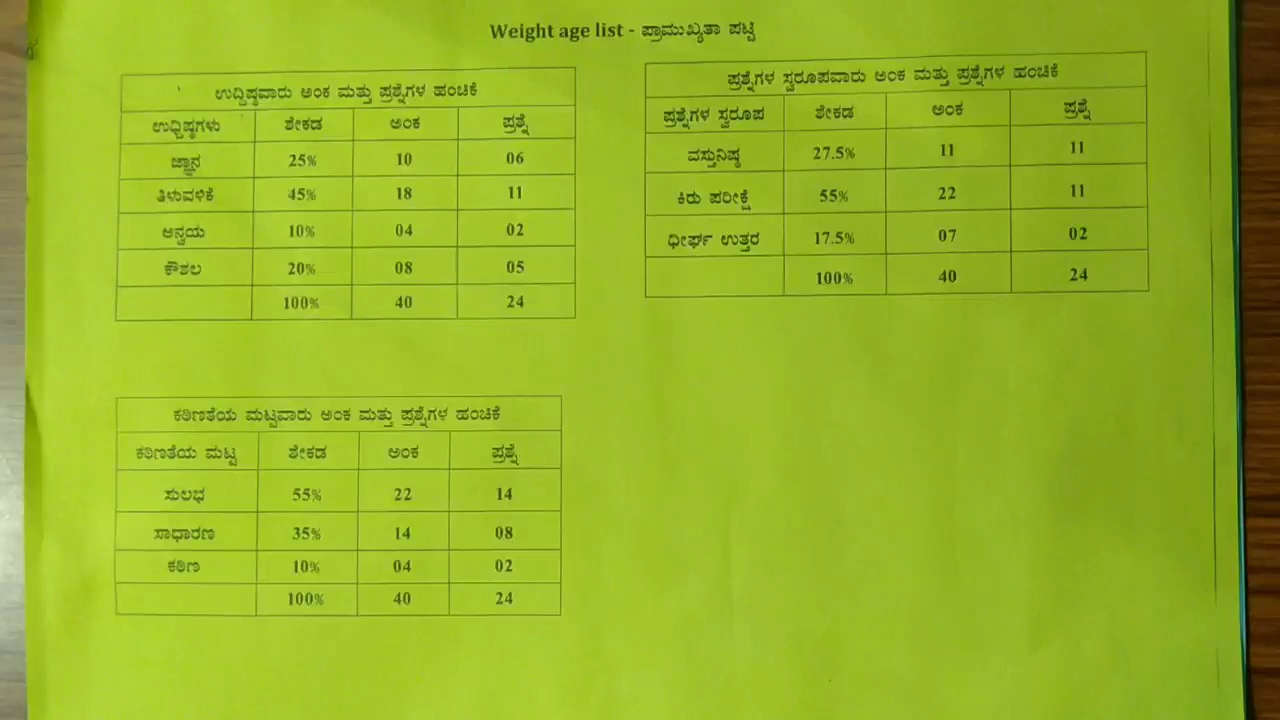 Weight age list - ಪ್ರಾಮುಖ್ಯತಾ ಪಟ್ಟಿ
ಉದ್ದಿಷ್ಠವಾರು ಅಂಕ ಮತ್ತು ಪ್ರಶ್ನೆಗಳ ಹಂಚಿಕೆ
ಉದ್ಧಿಷ್ಠಗಳು ಶೇಕಡ ಅಂಕ ಪ್ರಶ್ನೆ
ಜ್ಞಾನ 25% 10 06
ತಿಳುವಳಿಕೆ 45% 18 11
ಅನ್ವಯ 10% 04 02
ಕೌಶಲ 20% 08 05
100% 40 24
ಪ್ರಶ್ನೆಗಳ ಸ್ವರೂಪವಾರು ಅಂಕ ಮತ್ತು ಪ್ರಶ್ನೆಗಳ ಹಂಚಿಕೆ
ಪ್ರಶ್ನೆಗಳ ಸ್ವರೂಪ ಶೇಕಡ ಅಂಕ ಪ್ರಶ್ನೆ
ವಸ್ತುನಿಷ್ಠ 27.5% 11 11
ಕಿರು ಪರೀಕ್ಷೆ 55% 22 11
ಧೀರ್ಘ ಉತ್ತರ 17.5% 07 02
100% 40 24
ಕಠಿಣತೆಯ ಮಟ್ಟವಾರು ಅಂಕ ಮತ್ತು ಪ್ರಶ್ನೆಗಳ ಹಂಚಿಕೆ
ಕಠಿಣತೆಯ ಮಟ್ಟ ಶೇಕಡ ಅಂಕ ಪ್ರಶ್ನೆ
ಸುಲಭ 55% 22 14
ಸಾಧಾರಣ 35% 14 08
ಕಠಿಣ 10% 04 02
100% 40 24